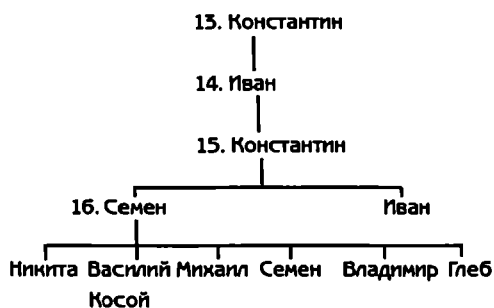 13. Константин
14. Иван
15. Константин
16. Семен Иван
Никита Василий Михаил Семен Владимир Глеб
Косой